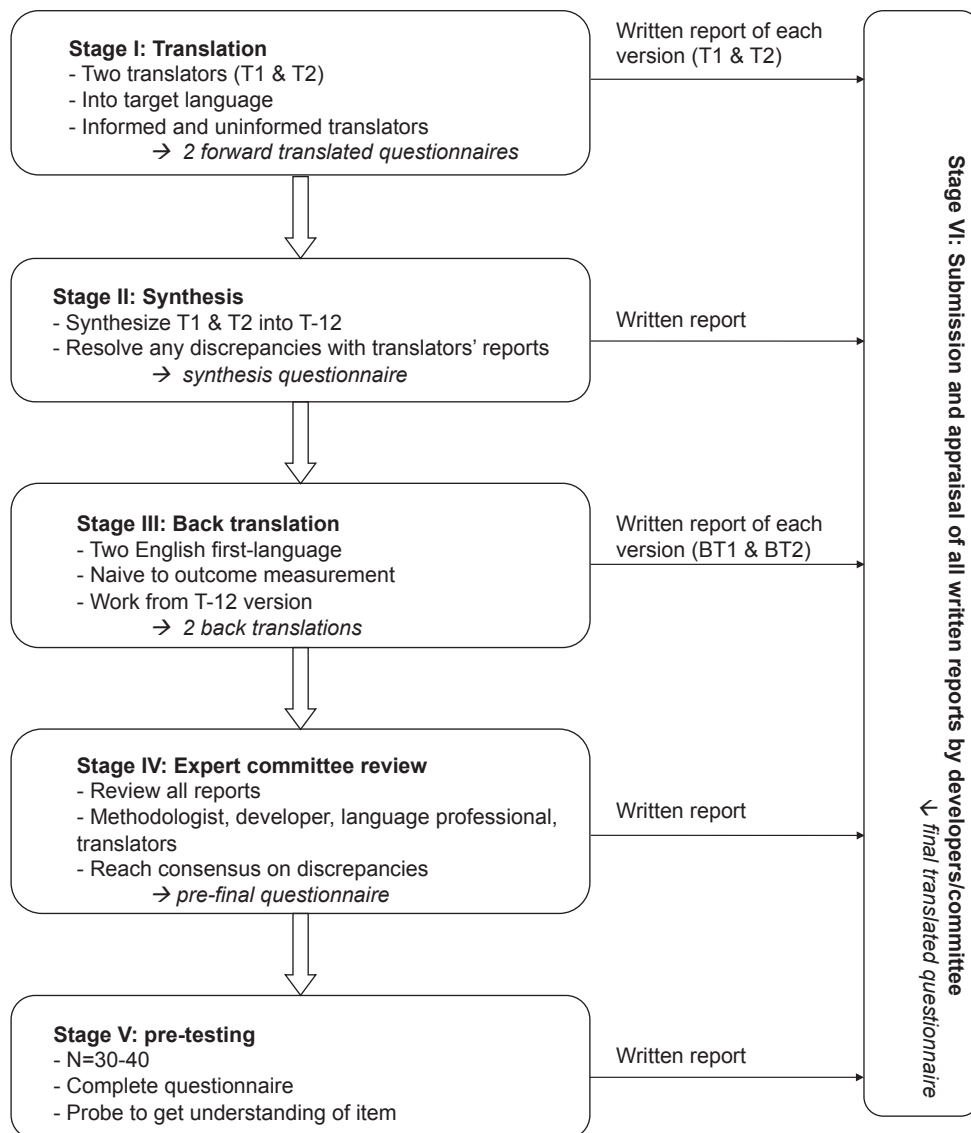 Stage I: Translation
- Two translators (T1 & T2)
- Into target language
- Informed and uninformed translators
→ 2 forward translated questionnaires
Written report of each
version (T1 & T2)
Stage II: Synthesis
- Synthesize T1 & T2 into T-12
- Resolve any discrepancies with translators’ reports
→ synthesis questionnaire
Written report
Stage III: Back translation
- Two English first-language
- Naive to outcome measurement
- Work from T-12 version
→ 2 back translations
Written report of each
version (BT1 & BT2)
Stage IV: Expert committee review
- Review all reports
- Methodologist, developer, language professional,
translators
- Reach consensus on discrepancies
→ pre-final questionnaire
Written report
Stage V: pre-testing
- N=30-40
- Complete questionnaire
- Probe to get understanding of item
Written report
Stage VI: Submission and appraisal of all written reports by developers/committee
→ final translated questionnaire